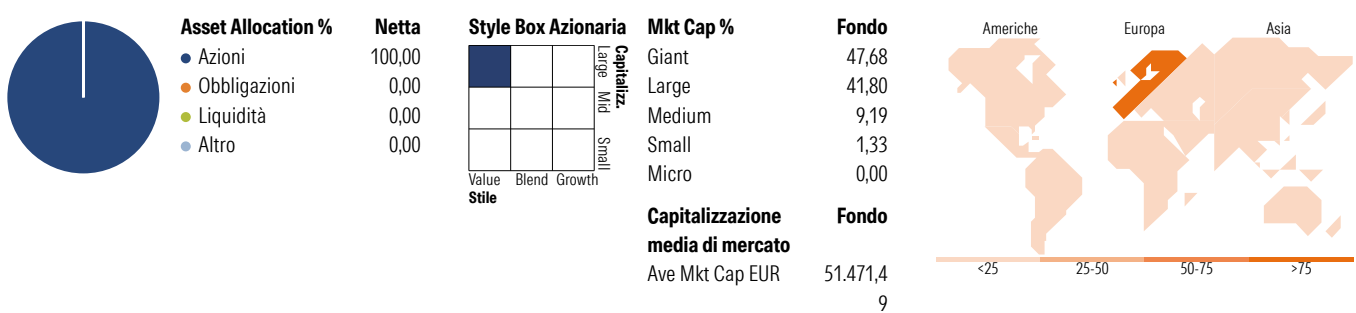 Asset Allocation % Netta
Azioni 100,00
Obbligazioni 0,00
Liquidità 0,00
Altro 0,00
Style Box Azionaria
Capitalizz.
Large Mid Small
Value Blend Growth
Stile
Mkt Cap % Fondo
Giant 47,68
Large 41,80
Medium 9,19
Small 1,33
Micro 0,00
Capitalizzazione Fondo
media di mercato
Ave Mkt Cap EUR 51.471,4
9
Americhe Europa Asia
<25 25-50 50-75 >75